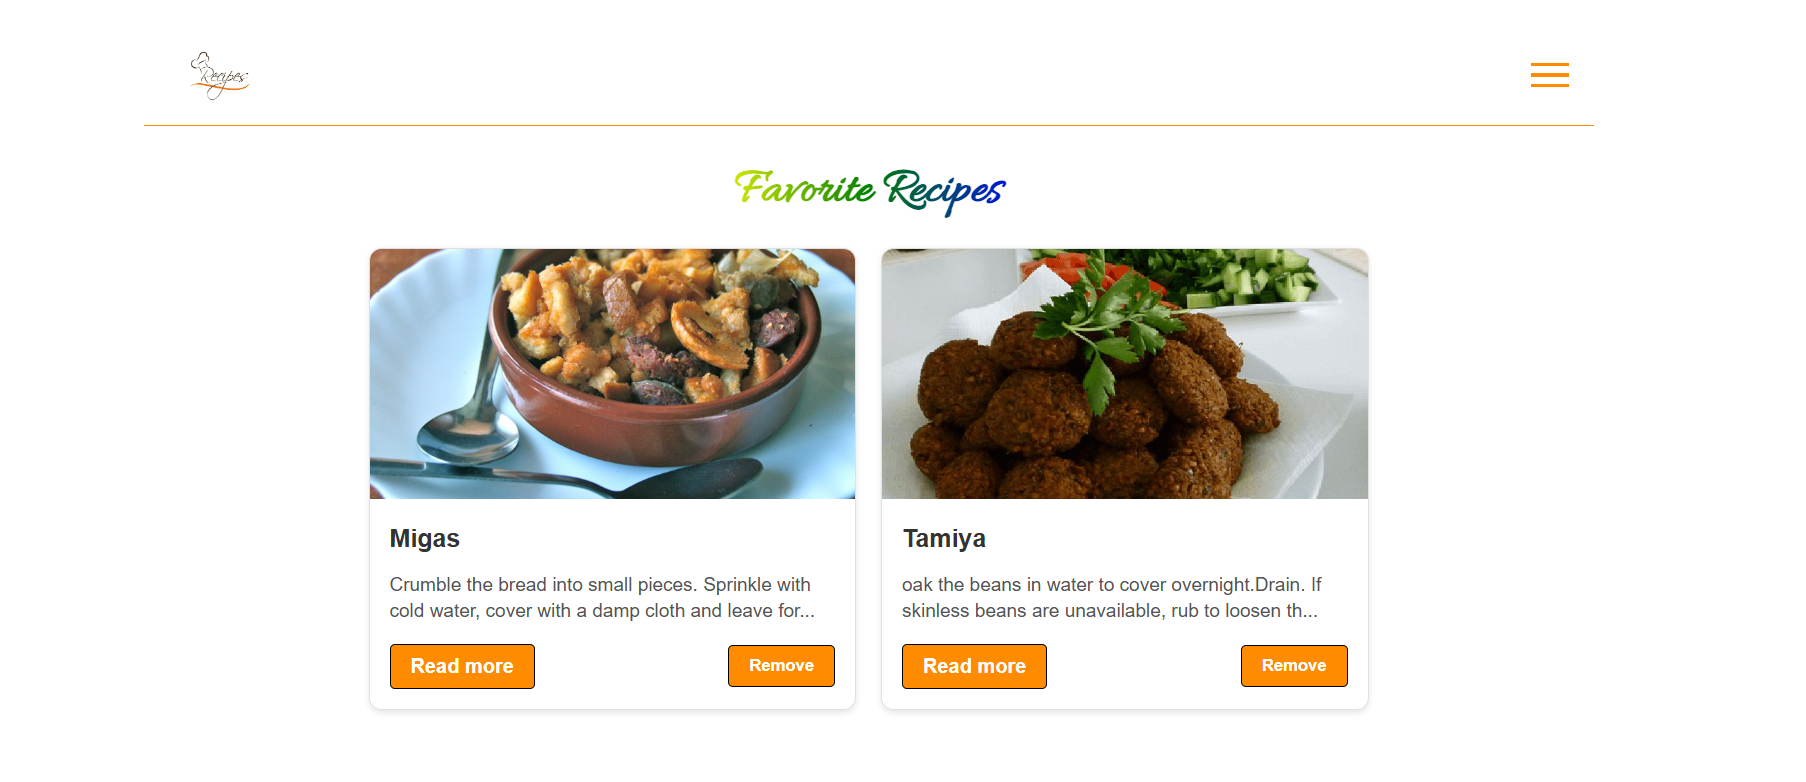 Recipes
Favorite Recipes
Migas
Crumble the bread into small pieces. Sprinkle with
cold water, cover with a damp cloth and leave for...
Read more
Remove
Tamiya
oak the beans in water to cover overnight.Drain. If
skinless beans are unavailable, rub to loosen th...
Read more
Remove